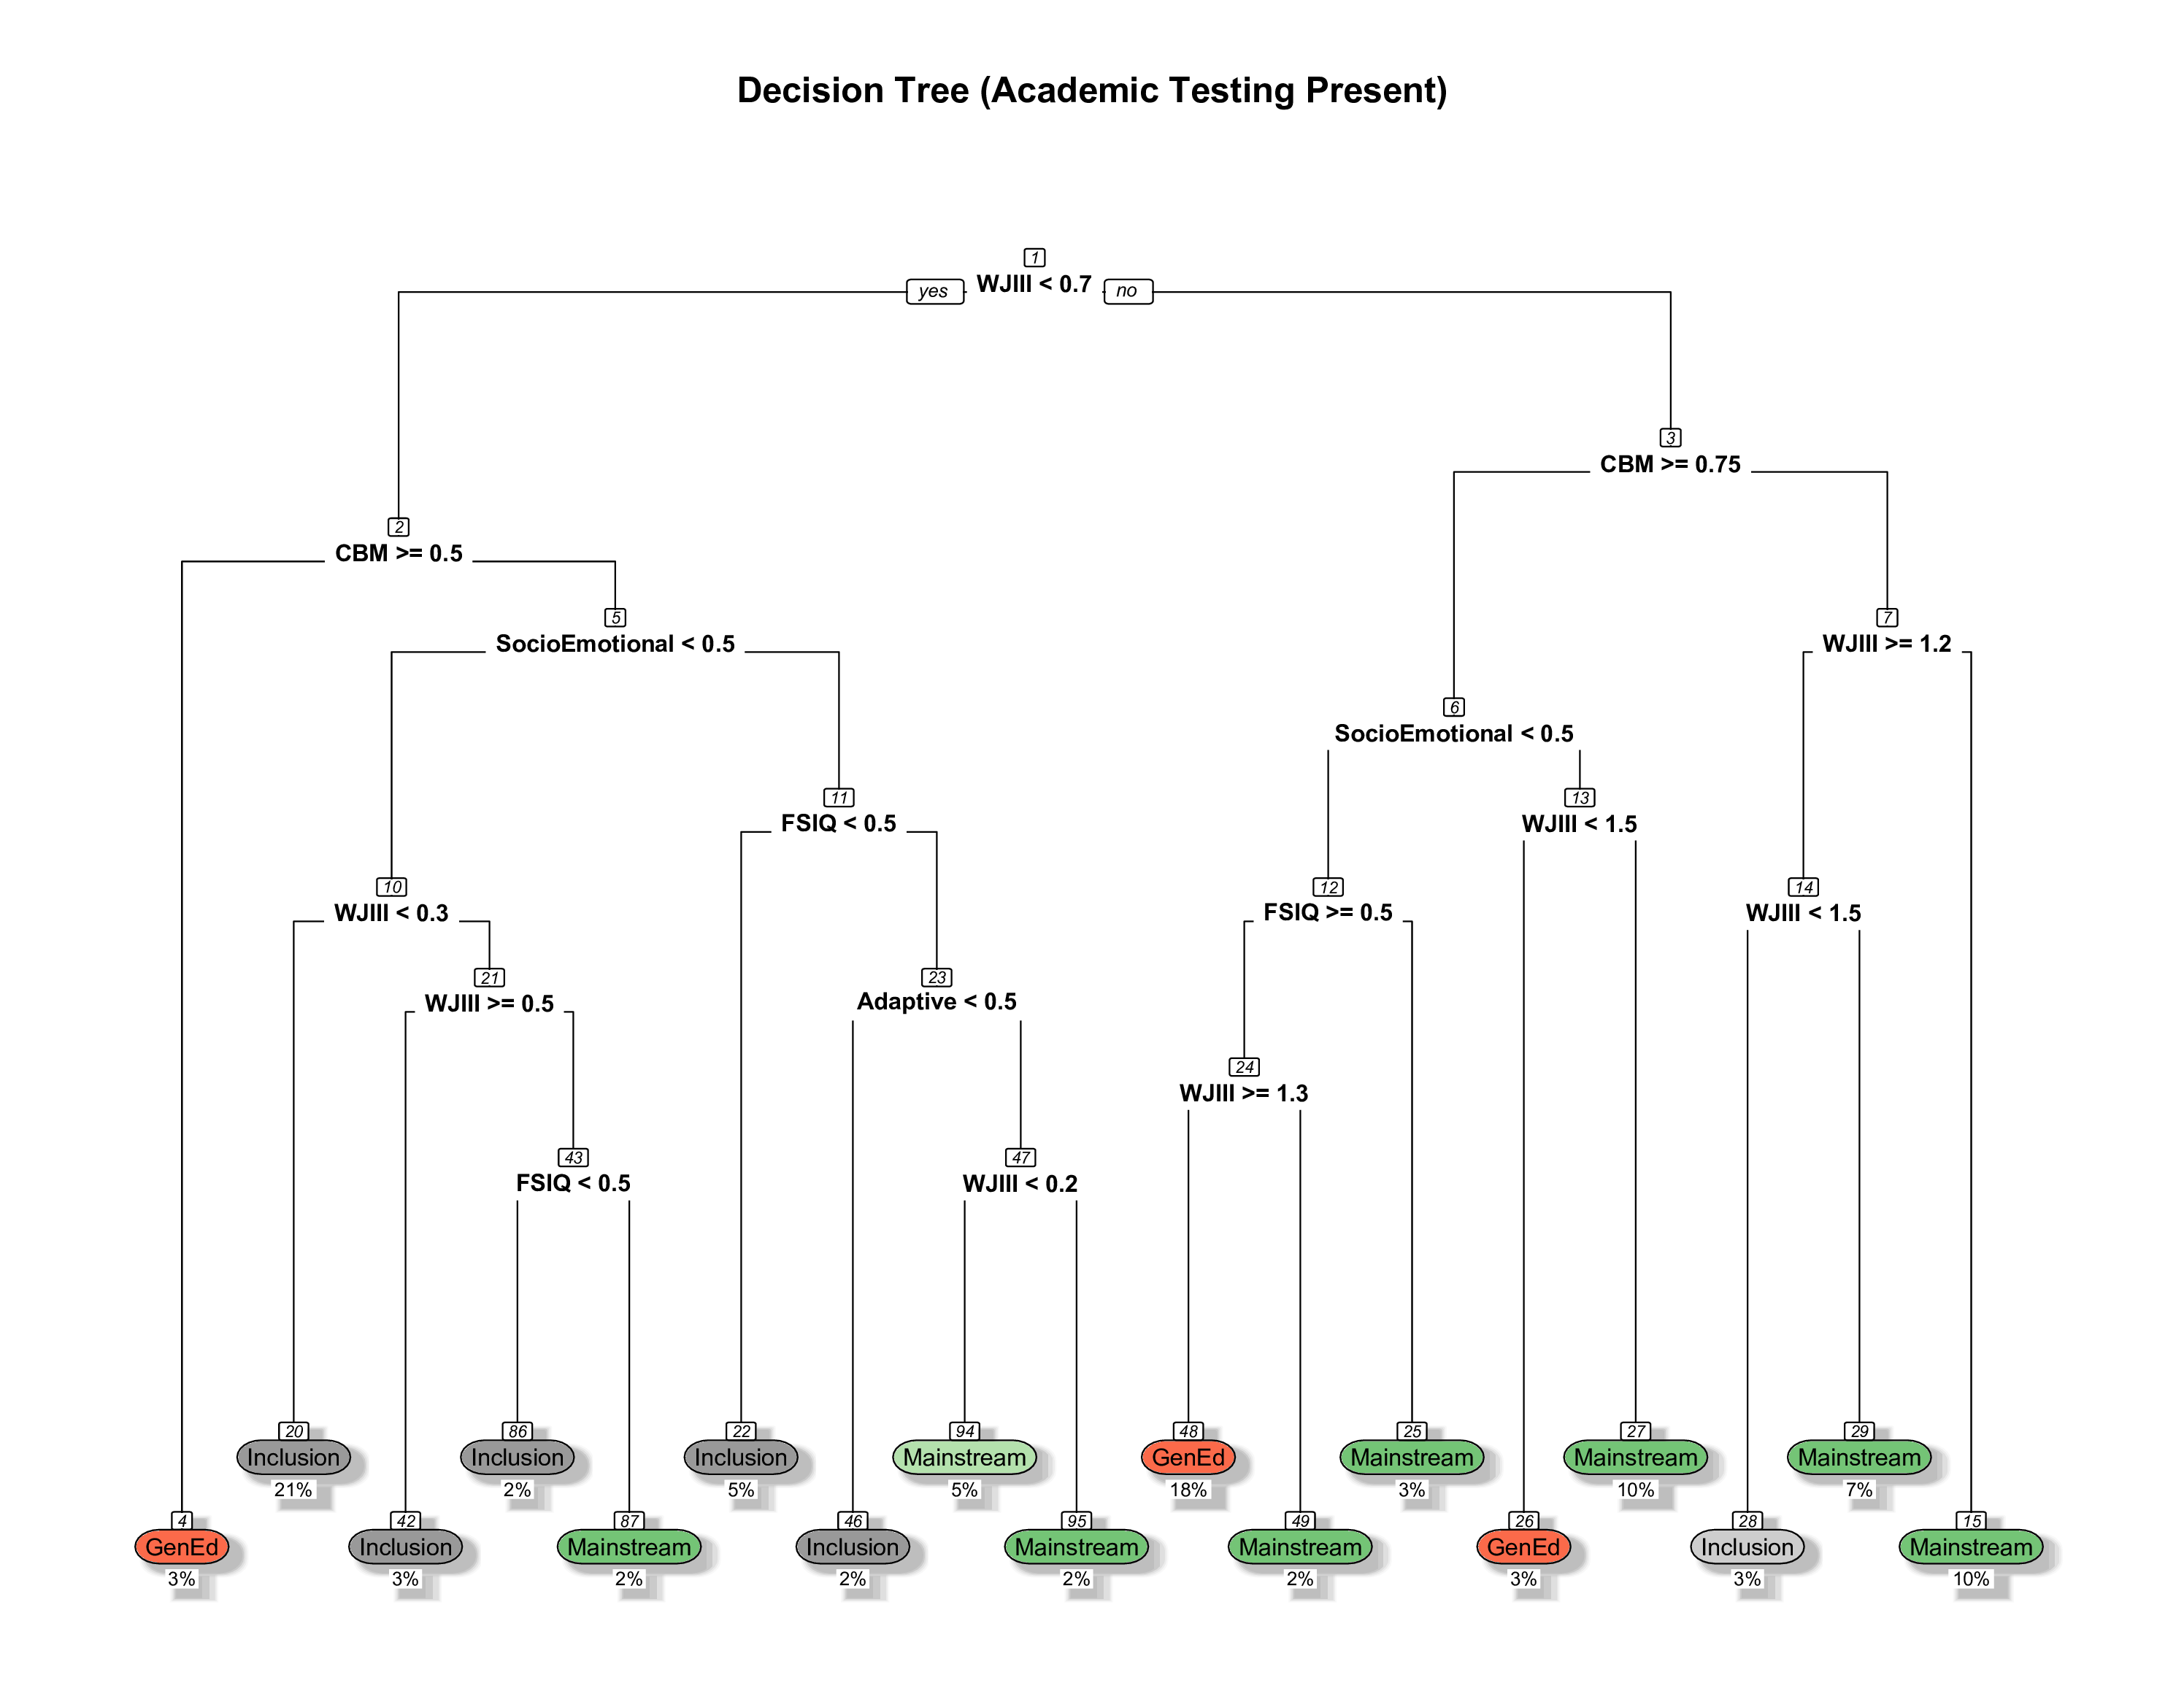 Decision Tree (Academic Testing Present)
1
yes WJIII < 0.7 no
3
CBM >= 0.75
2
CBM >= 0.5
5 7
SocioEmotional < 0.5 WJIII >= 1.2
6
SocioEmotional < 0.5
11 13
FSIQ < 0.5 WJIII < 1.5
10 12 14
WJIII < 0.3 FSIQ >= 0.5 WJIII < 1.5
21 23
WJIII >= 0.5 Adaptive < 0.5
24
WJIII >= 1.3
43 47
FSIQ < 0.5 WJIII < 0.2
20 86 22 94 48 25 27 29
Inclusion Inclusion Inclusion Mainstream GenEd Mainstream Mainstream Mainstream
21% 2% 5% 5% 18% 3% 10% 7%
4 42 87 46 95 49 26 28 15
GenEd Inclusion Mainstream Inclusion Mainstream Mainstream GenEd Inclusion Mainstream
3% 3% 2% 2% 2% 2% 3% 3% 10%